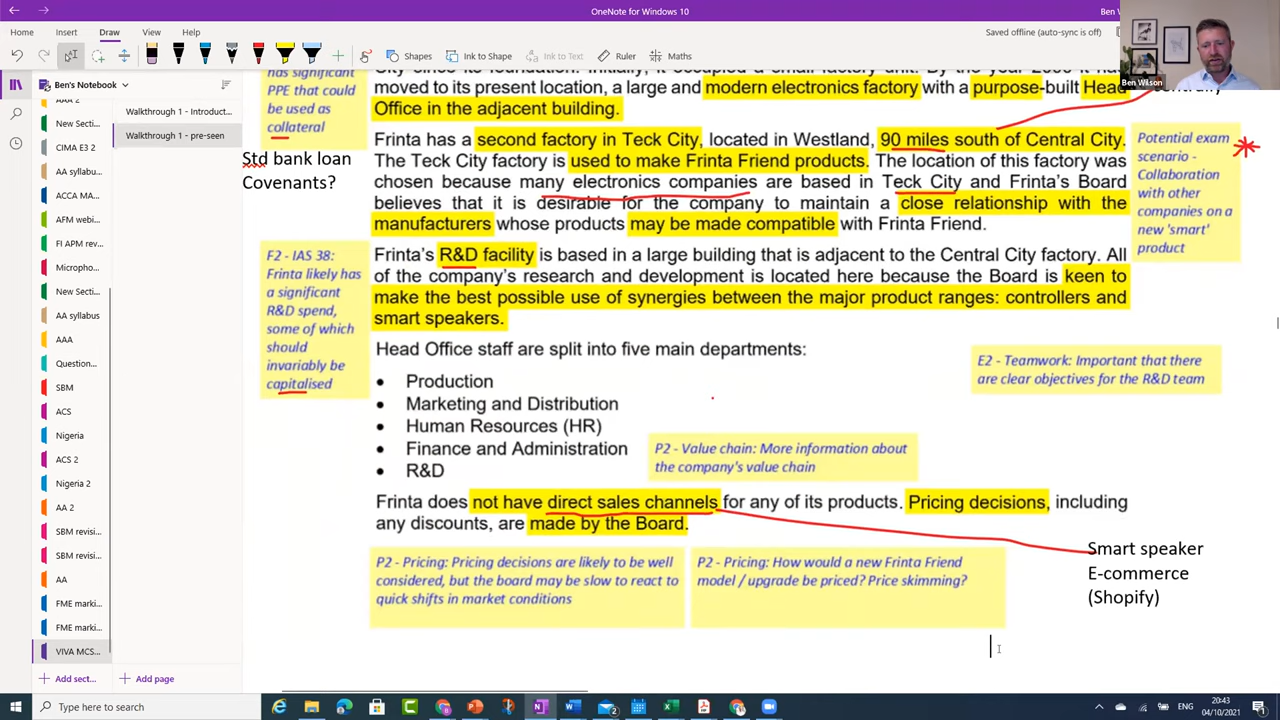 OneNote for Windows 10
Ben W
Home
Insert
Draw
View
Help
Saved offline (auto-sync is off)
Shapes
Ink to Shape
Ink to Text
Ruler
Maths
Ben Wilson
Ben's Notebook
AAA 2
New Secti...
CIMA E3 2
AA syllabus...
ACCA MA...
AFM webi...
FI APM rev...
Micropho...
New Secti...
AA syllabus
AAA
Question...
SBM
ACS
Nigeria
ACS 2
Nigeria 2
AA 2
SBM revisi...
SBM revisi...
AA
FME marki...
FME marki...
VIVA MCS...
Add sect...
Walkthrough 1 - Introduct...
Walkthrough 1 - pre-seen
Add page
has significant
PPE that could
be used as
collateral
Std bank loan
Covenants?
moved to its present location, a large and modern electronics factory with a purpose-built Head
Office in the adjacent building.
Frinta has a second factory in Teck City, located in Westland, 90 miles south of Central City.
The Teck City factory is used to make Frinta Friend products. The location of this factory was
chosen because many electronics companies are based in Teck City and Frinta's Board
believes that it is desirable for the company to maintain a close relationship with the
manufacturers whose products may be made compatible with Frinta Friend.
Potential exam
scenario -
Collaboration
with other
companies on a
new 'smart'
product
F2 - IAS 38:
Frinta likely has
a significant
R&D spend,
some of which
should
invariably be
capitalised
Frinta's R&D facility is based in a large building that is adjacent to the Central City factory. All
of the company's research and development is located here because the Board is keen to
make the best possible use of synergies between the major product ranges: controllers and
smart speakers.
Head Office staff are split into five main departments:
• Production
• Marketing and Distribution
• Human Resources (HR)
• Finance and Administration
• R&D
E2 - Teamwork: Important that there
are clear objectives for the R&D team
P2 - Value chain: More information about
the company's value chain
Frinta does not have direct sales channels for any of its products. Pricing decisions, including
any discounts, are made by the Board.
P2 - Pricing: Pricing decisions are likely to be well
considered, but the board may be slow to react to
quick shifts in market conditions
P2 - Pricing: How would a new Frinta Friend
model / upgrade be priced? Price skimming?
Smart speaker
E-commerce
(Shopify)
Type here to search
20:43
04/10/2021